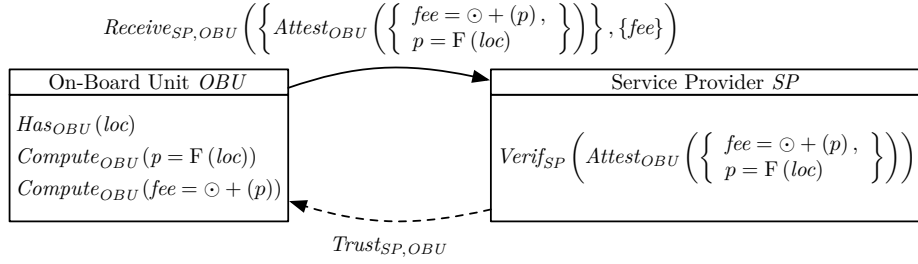 Receive_{SP,OBU} ( { Attest_{OBU} ( { fee = ⊙ + (p) ,
p = F (loc) } ) } , {fee} )
On-Board Unit OBU
Has_{OBU} (loc)
Compute_{OBU} (p = F (loc))
Compute_{OBU} (fee = ⊙ + (p))
Service Provider SP
Verif_{SP} ( Attest_{OBU} ( { fee = ⊙ + (p) ,
p = F (loc) } ) )
Trust_{SP,OBU}